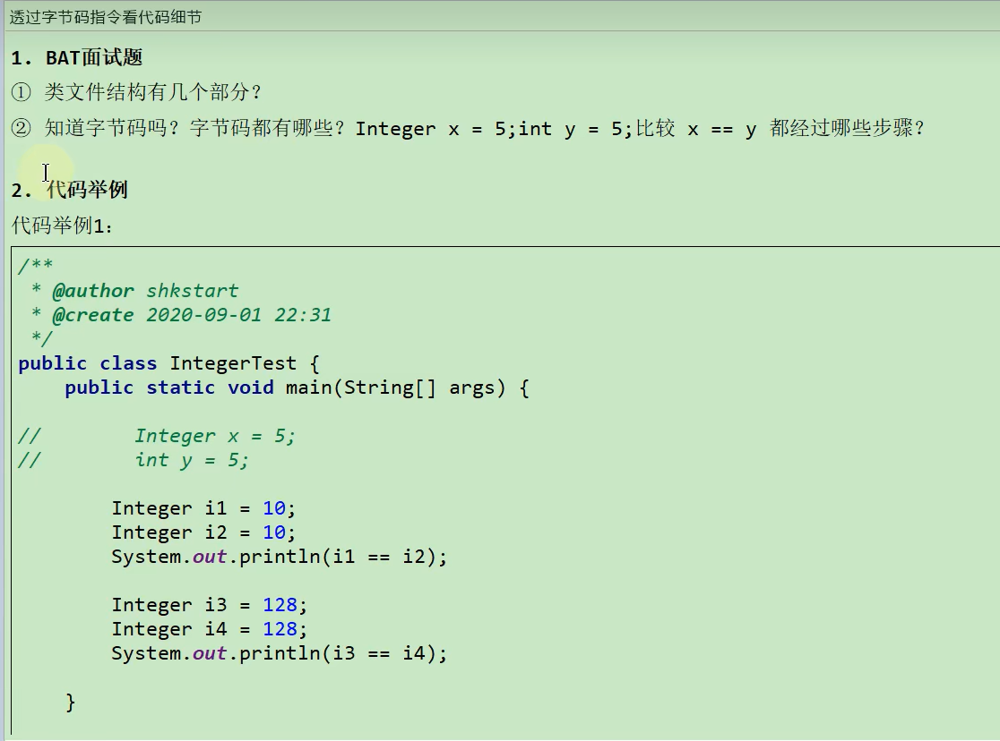 透过字节码指令看代码细节
1. BAT面试题
① 类文件结构有几个部分？
② 知道字节码吗？字节码都有哪些？Integer x = 5;int y = 5;比较 x == y 都经过哪些步骤？
2. 代码举例
代码举例1：
/**
 * @author shkstart
 * @create 2020-09-01 22:31
 */
public class IntegerTest {
    public static void main(String[] args) {
//        Integer x = 5;
//        int y = 5;
        Integer i1 = 10;
        Integer i2 = 10;
        System.out.println(i1 == i2);
        Integer i3 = 128;
        Integer i4 = 128;
        System.out.println(i3 == i4);
    }